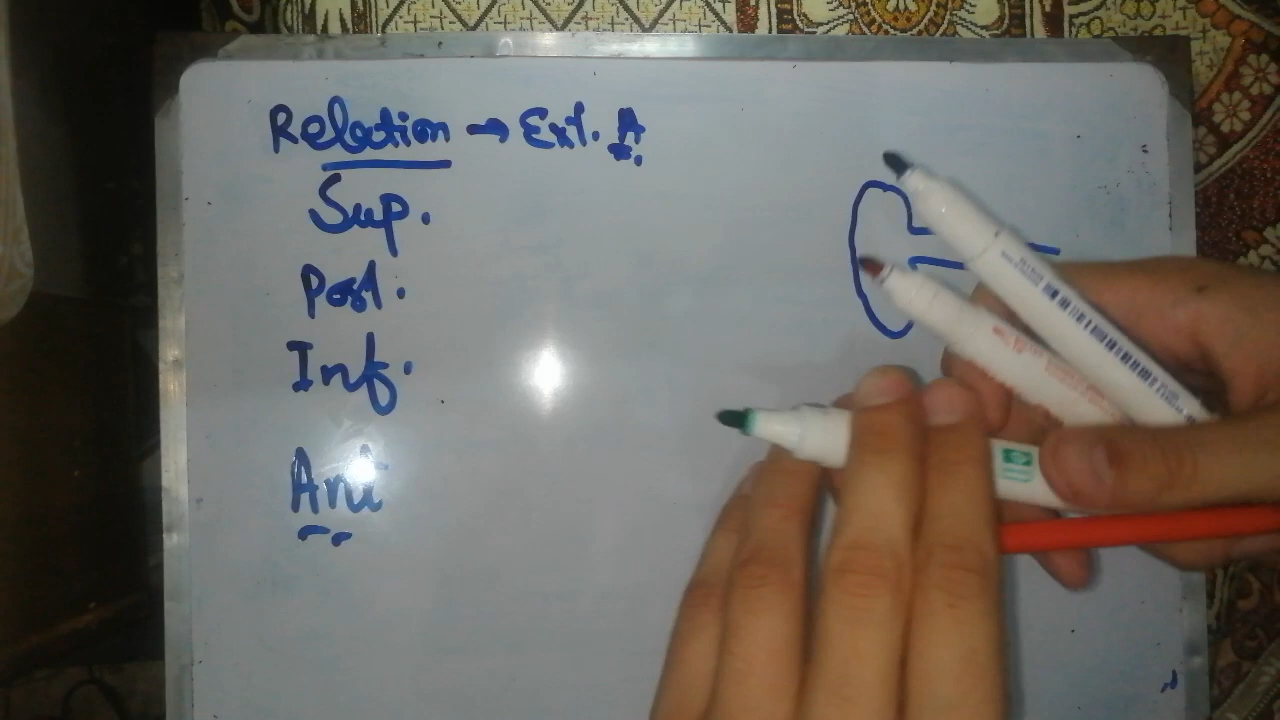 Relation → Ext. A
Sup.
Post.
Inf.
Ant